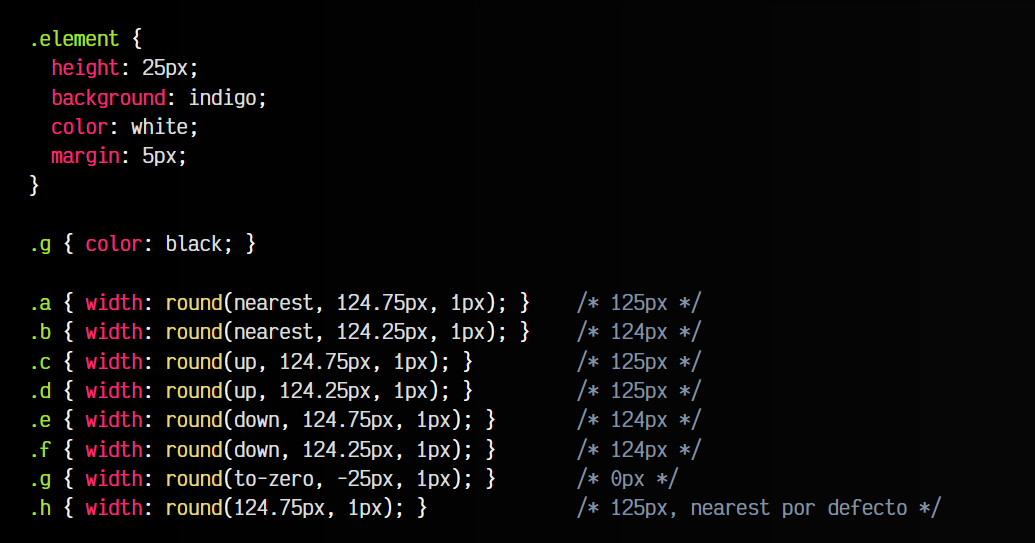 .element {
  height: 25px;
  background: indigo;
  color: white;
  margin: 5px;
}

.g { color: black; }

.a { width: round(nearest, 124.75px, 1px); }    /* 125px */
.b { width: round(nearest, 124.25px, 1px); }    /* 124px */
.c { width: round(up, 124.75px, 1px); }         /* 125px */
.d { width: round(up, 124.25px, 1px); }         /* 125px */
.e { width: round(down, 124.75px, 1px); }       /* 124px */
.f { width: round(down, 124.25px, 1px); }       /* 124px */
.g { width: round(to-zero, -25px, 1px); }       /* 0px */
.h { width: round(124.75px, 1px); }             /* 125px, nearest por defecto */